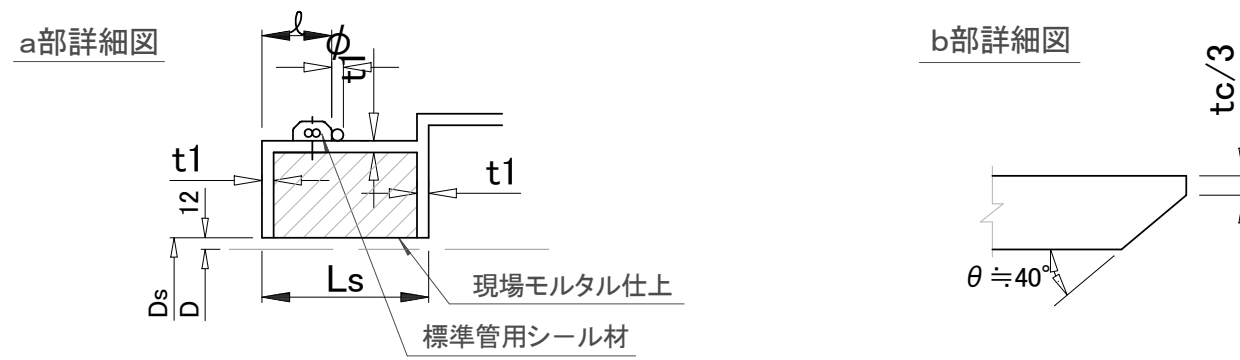 a部詳細図
ℓ
φ
t1
t1
t1
12
Ds
D
Ls
現場モルタル仕上
標準管用シール材
b部詳細図
tc/3
θ≒40°